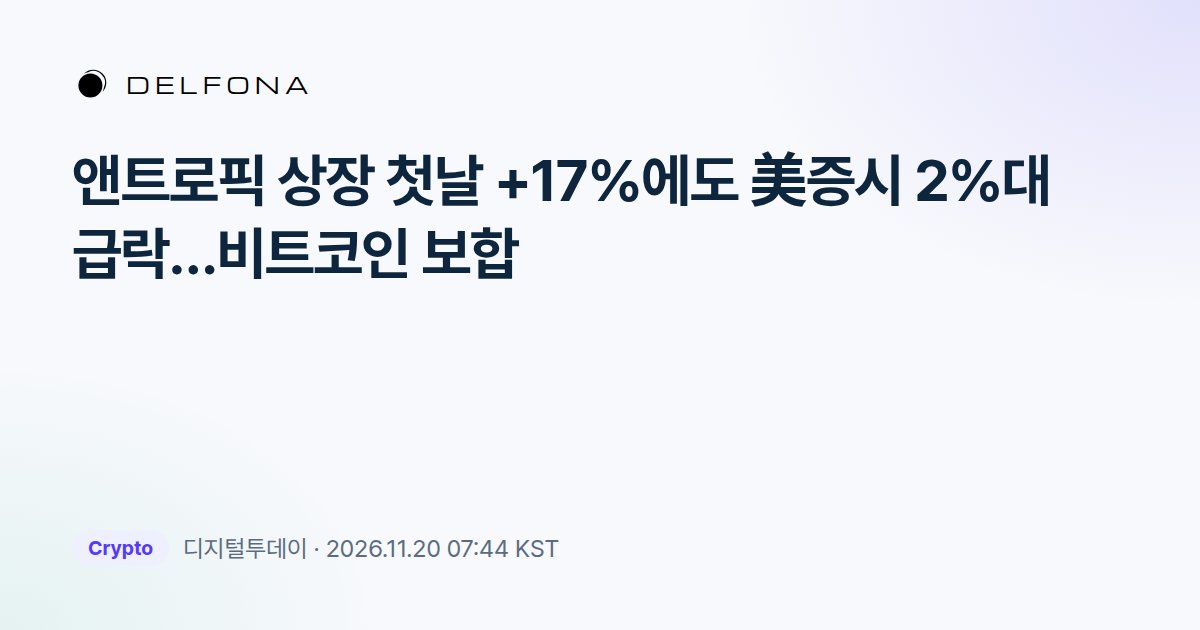 DELFONA
앤트로픽 상장 첫날 +17%에도 美증시 2%대
급락...비트코인 보합
Crypto 디지털투데이 · 2026.11.20 07:44 KST